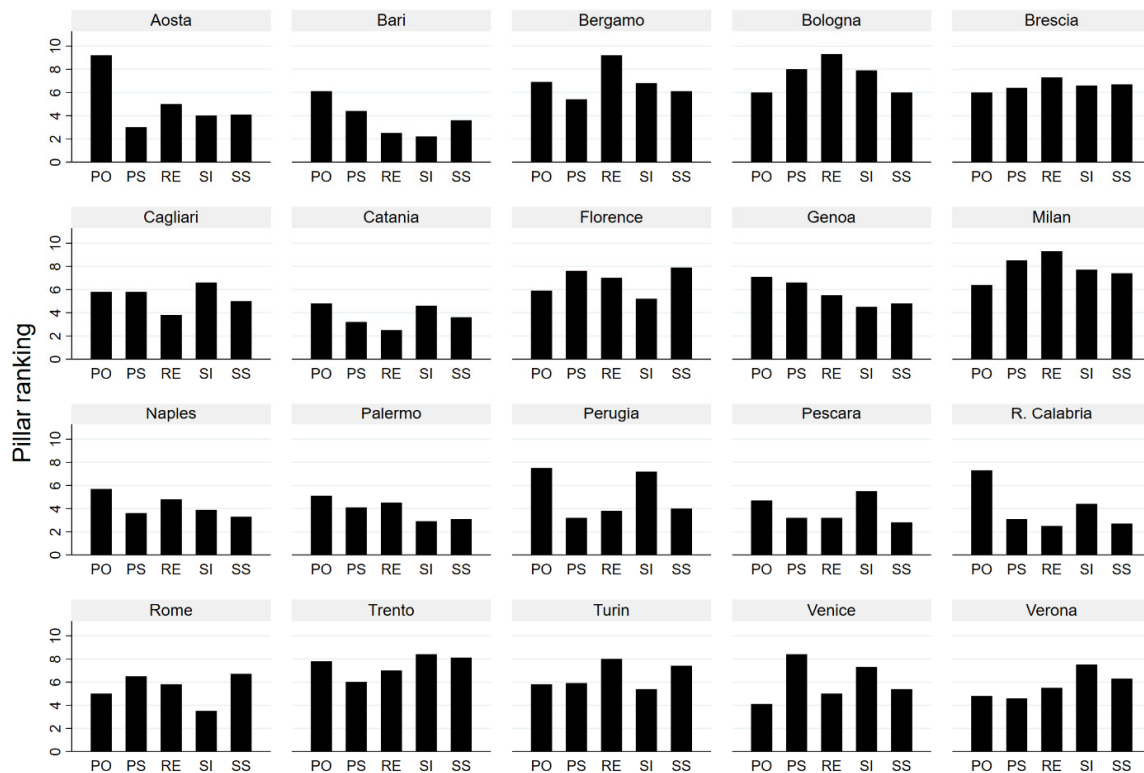 Pillar ranking
Aosta Bari Bergamo Bologna Brescia
10
8
6
4
2
0
PO PS RE SI SS PO PS RE SI SS PO PS RE SI SS PO PS RE SI SS PO PS RE SI SS
Cagliari Catania Florence Genoa Milan
10
8
6
4
2
0
PO PS RE SI SS PO PS RE SI SS PO PS RE SI SS PO PS RE SI SS PO PS RE SI SS
Naples Palermo Perugia Pescara R. Calabria
10
8
6
4
2
0
PO PS RE SI SS PO PS RE SI SS PO PS RE SI SS PO PS RE SI SS PO PS RE SI SS
Rome Trento Turin Venice Verona
10
8
6
4
2
0
PO PS RE SI SS PO PS RE SI SS PO PS RE SI SS PO PS RE SI SS PO PS RE SI SS